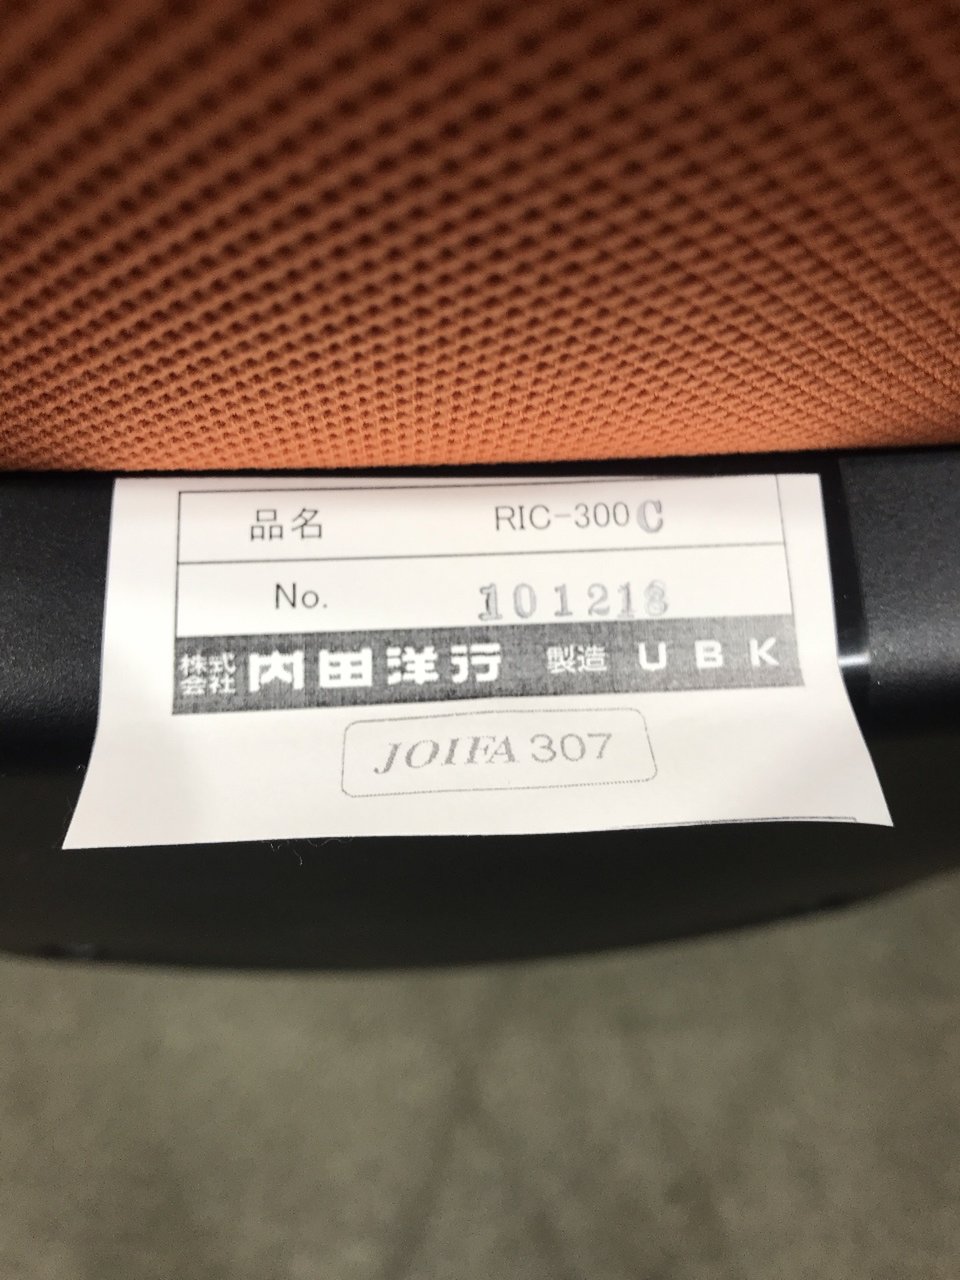 品名 RIC-300C
No. 101218
株式会社 内田洋行 製造 UBK
JOIFA 307